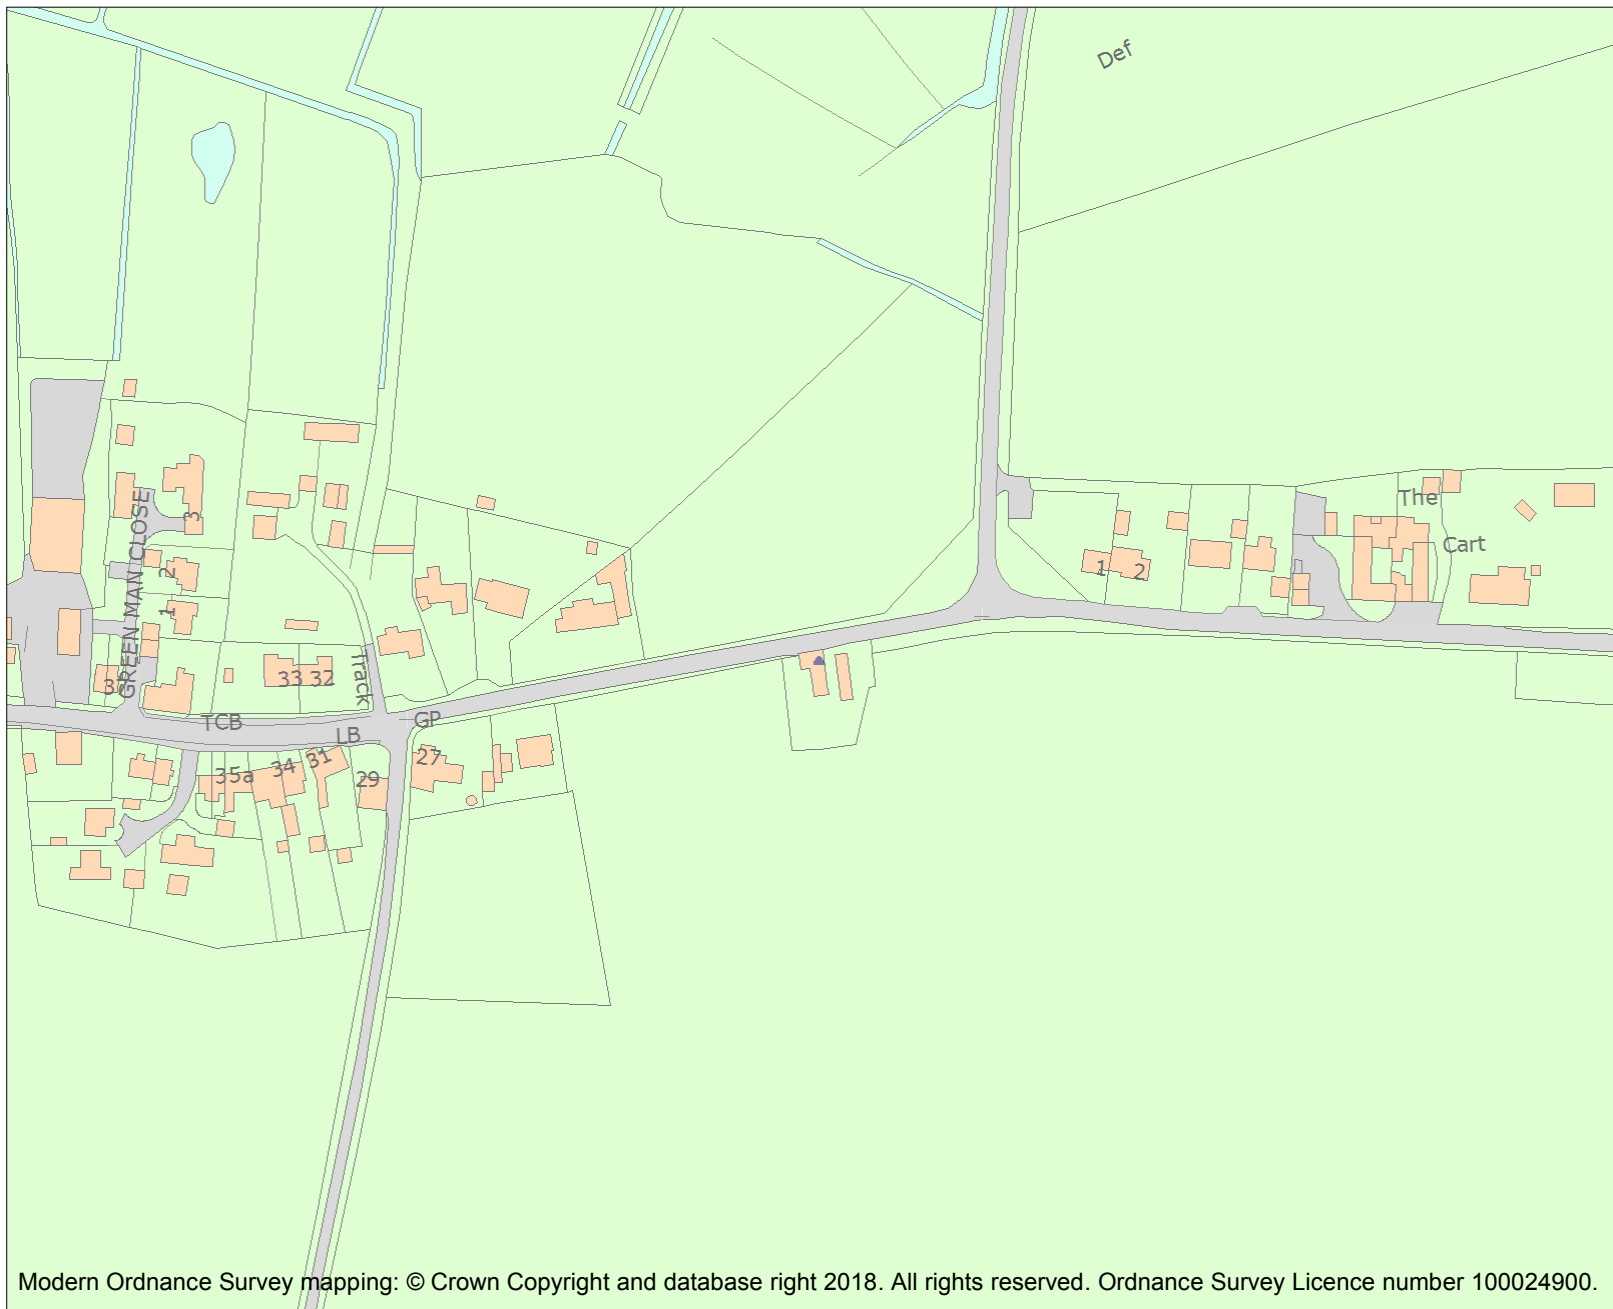 Def
The
Cart
GREEN MAN CLOSE
3
2
1
1
2
37
33
32
Track
TCB
GP
LB
27
35a
34
31
29
Modern Ordnance Survey mapping: © Crown Copyright and database right 2018. All rights reserved. Ordnance Survey Licence number 100024900.